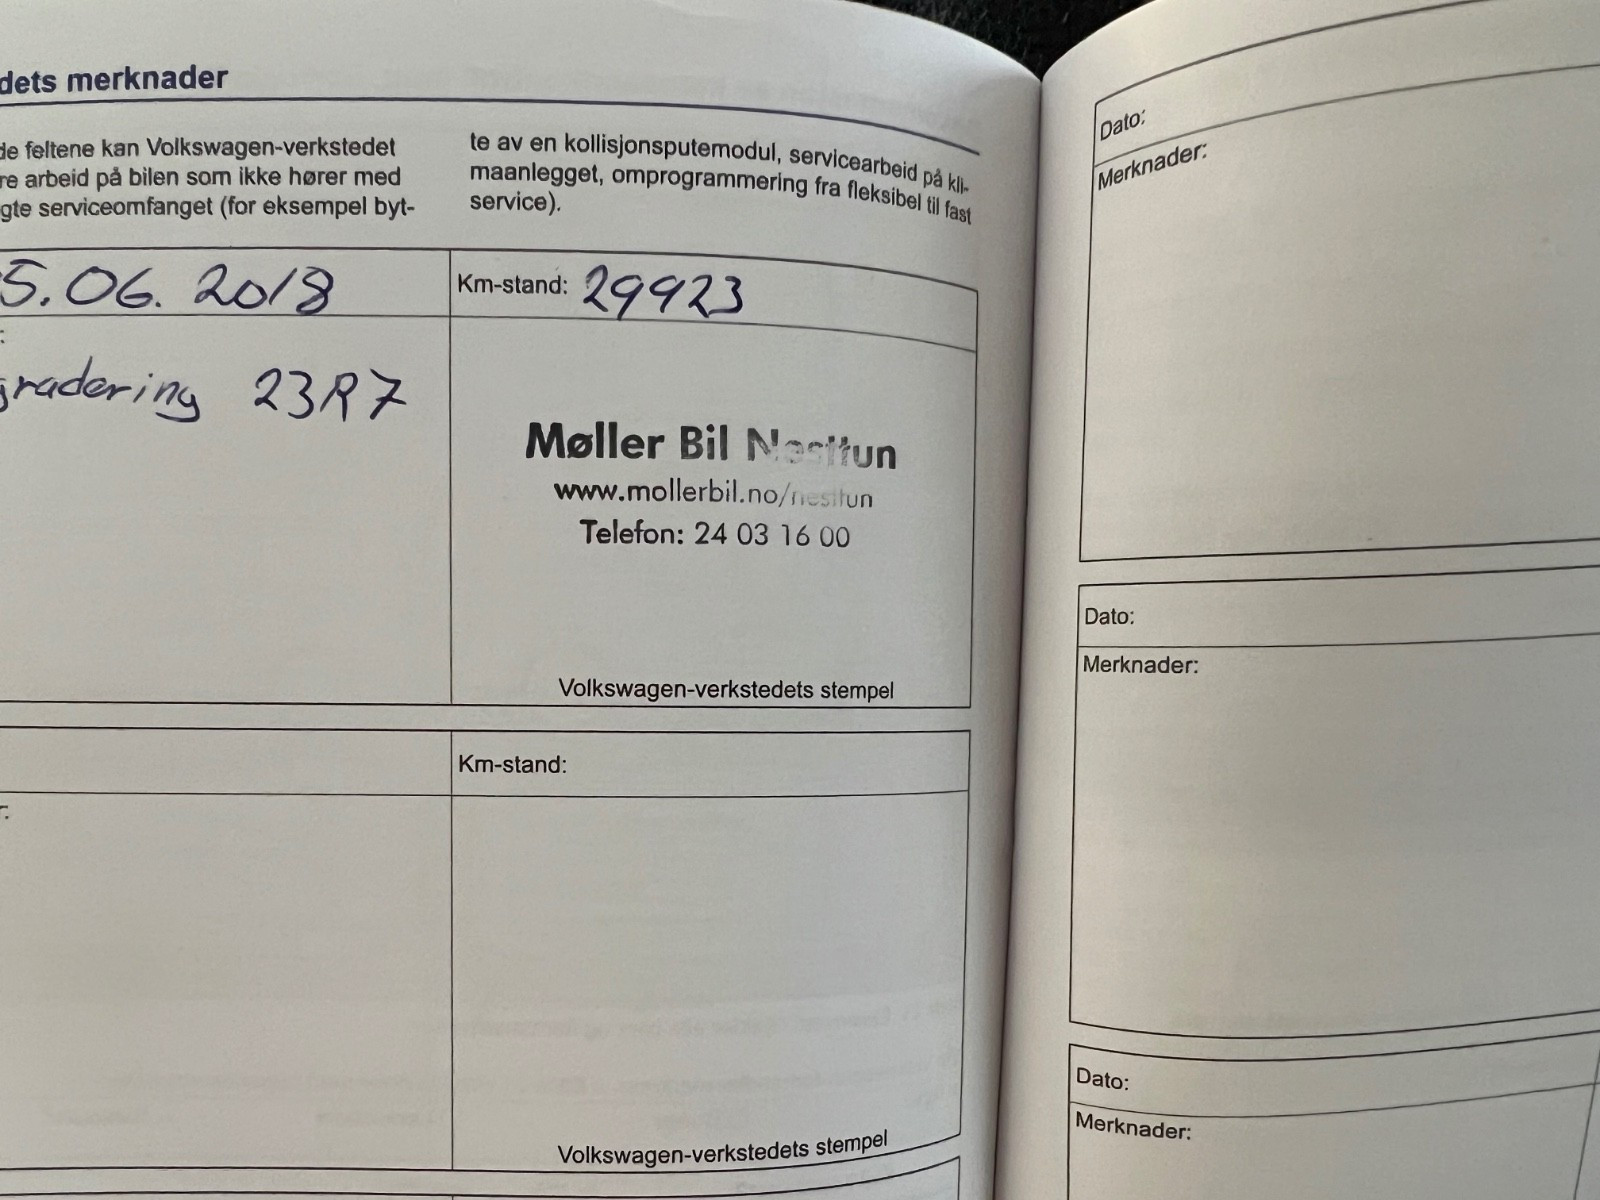 dets merknader
de feltene kan Volkswagen-verkstedet
re arbeid på bilen som ikke hører med
gte serviceomfanget (for eksempel byt-
te av en kollisjonsputemodul, servicearbeid på kli-
maanlegget, omprogrammering fra fleksibel til fast
service).
5.06.2018
Km-stand: 29923
:
gradering 23R7
Møller Bil Nesttun
www.mollerbil.no/nesttun
Telefon: 24 03 16 00
Volkswagen-verkstedets stempel
Km-stand:
r:
Volkswagen-verkstedets stempel
Dato:
Merknader:
Dato:
Merknader:
Dato:
Merknader: